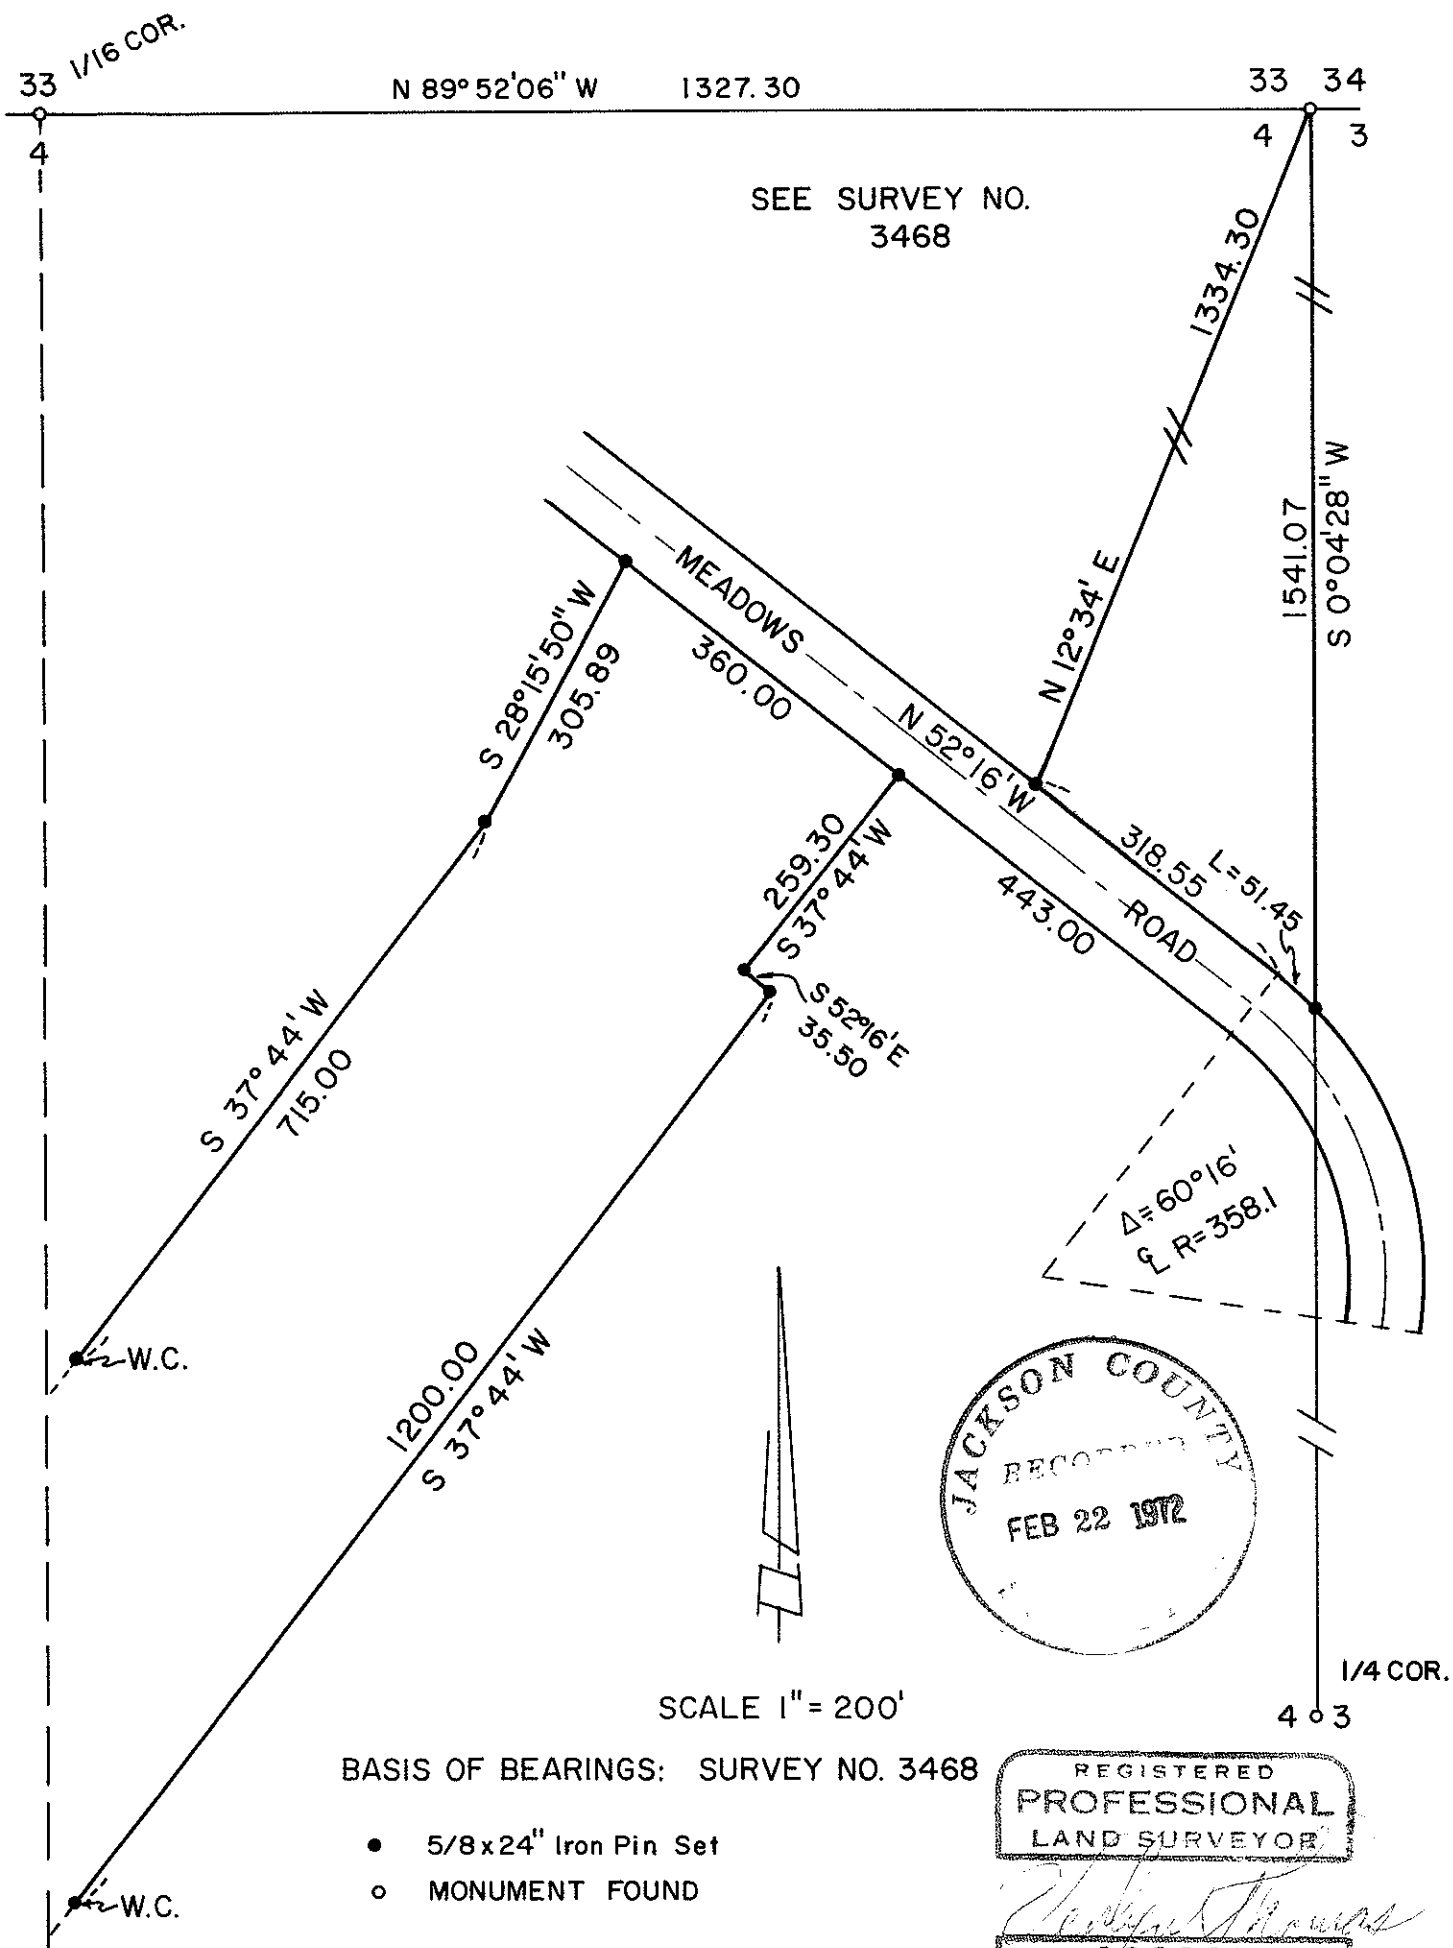 1/16 COR.
33
N 89°52'06" W 1327.30
33 34
4
4 3
SEE SURVEY NO.
3468
1334.30
N 12°34' E
1541.07
S 0°04'28" W
MEADOWS
ROAD
N 52°16' W
S 28°15'50" W
305.89
360.00
318.55
L=51.45
443.00
259.30
S 37°44' W
S 52°16' E
35.50
S 37°44' W
715.00
Δ=60°16'
℄ R=358.1
W.C.
1200.00
S 37°44' W
JACKSON COUNTY
FEB 22 1972
1/4 COR.
4 3
SCALE 1"=200'
BASIS OF BEARINGS: SURVEY NO. 3468
5/8x24" Iron Pin Set
MONUMENT FOUND
W.C.
REGISTERED
PROFESSIONAL
LAND SURVEYOR